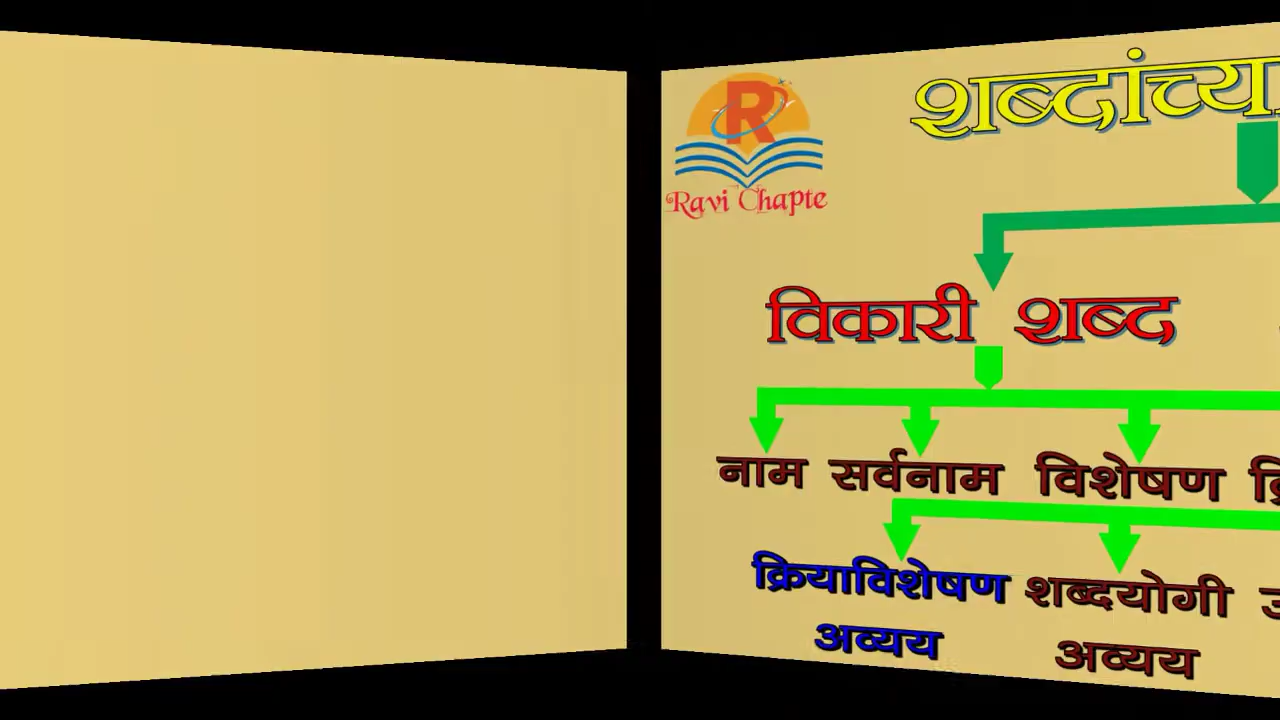 Ravi Chapte
शब्दांच्या
विकारी शब्द
नाम सर्वनाम विशेषण
क्रियाविशेषण शब्दयोगी
अव्यय अव्यय